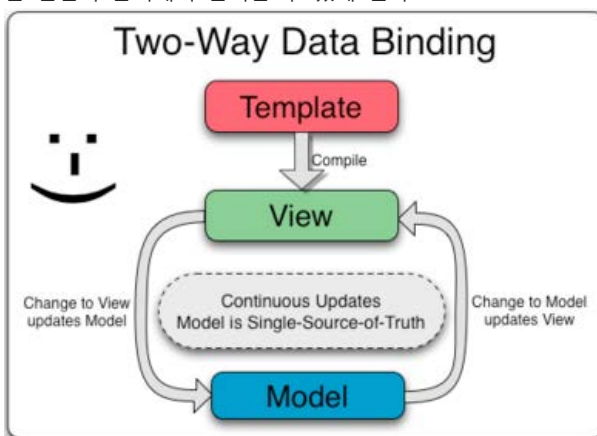 Two-Way Data Binding
Template
Compile
View
Change to View
updates Model
Continuous Updates
Model is Single-Source-of-Truth
Change to Model
updates View
Model